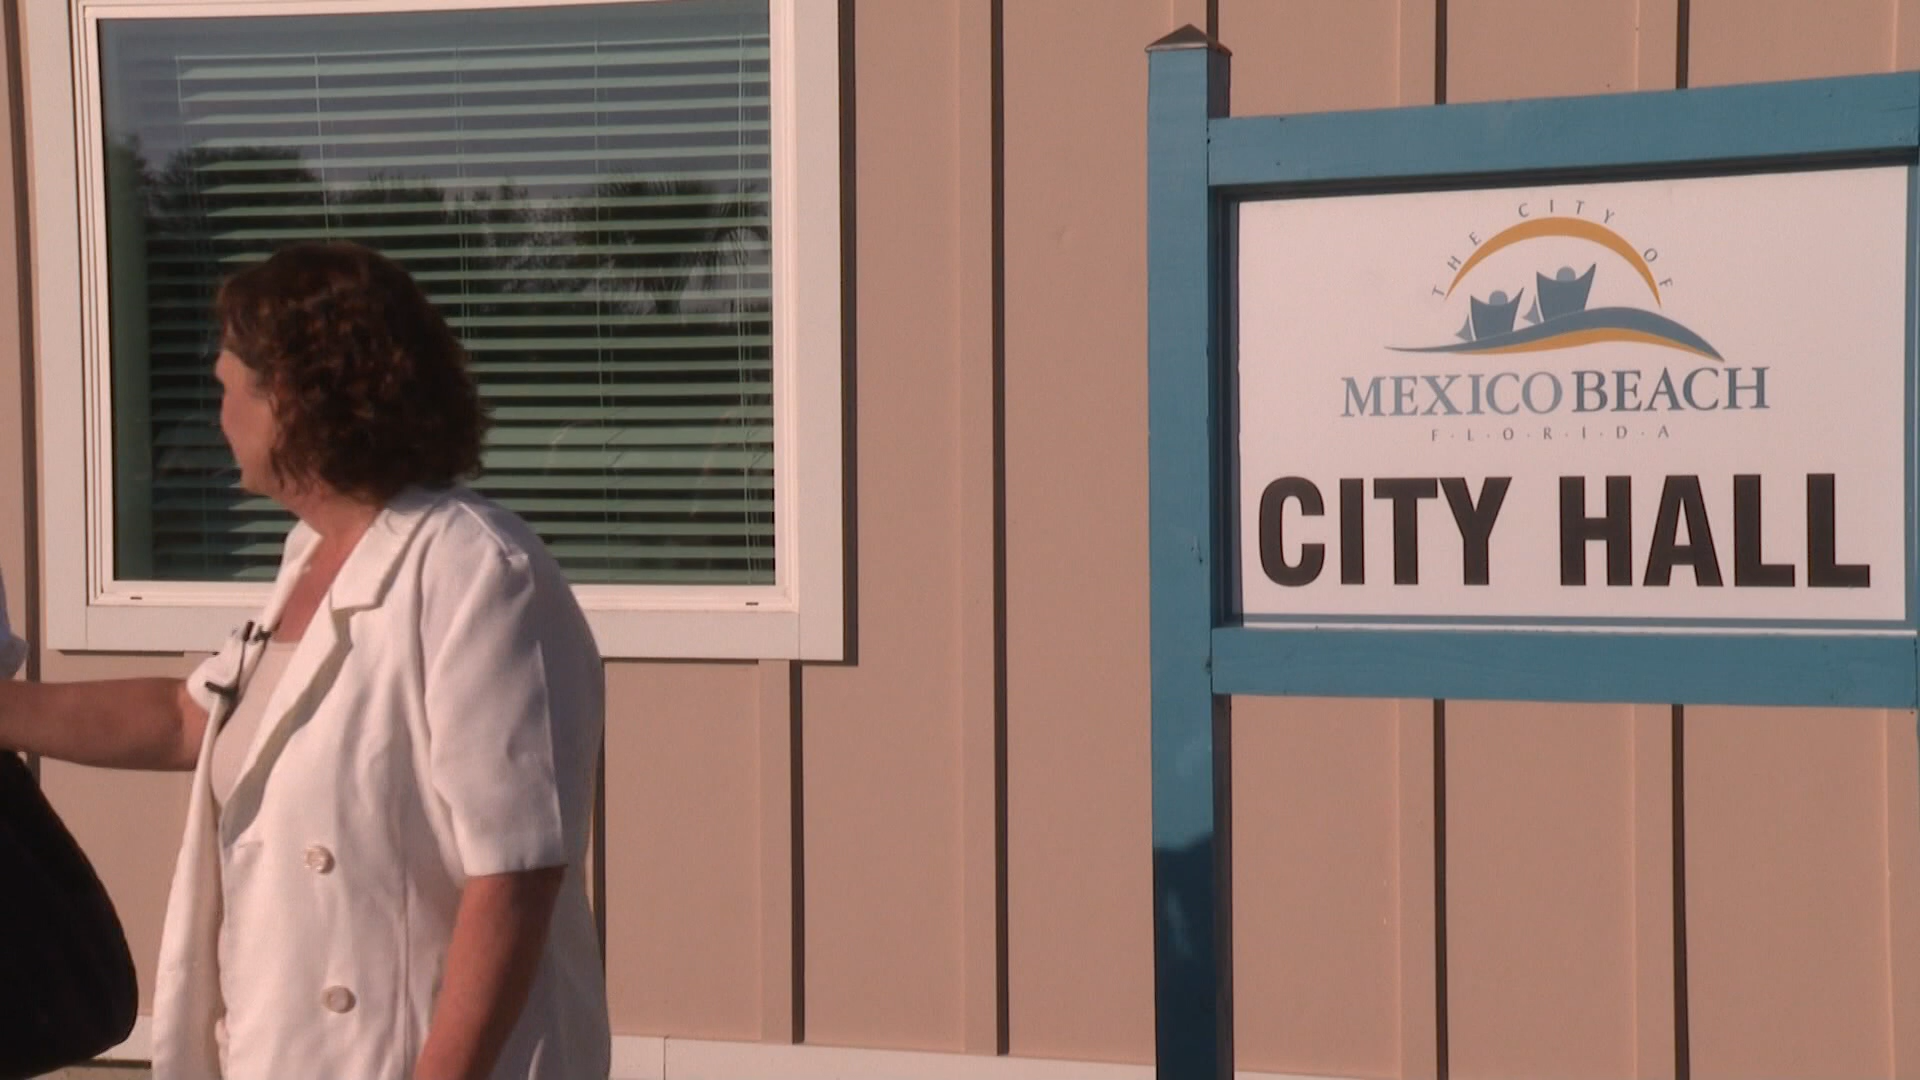 THE CITY OF
MEXICO BEACH
F·L·O·R·I·D·A
CITY HALL